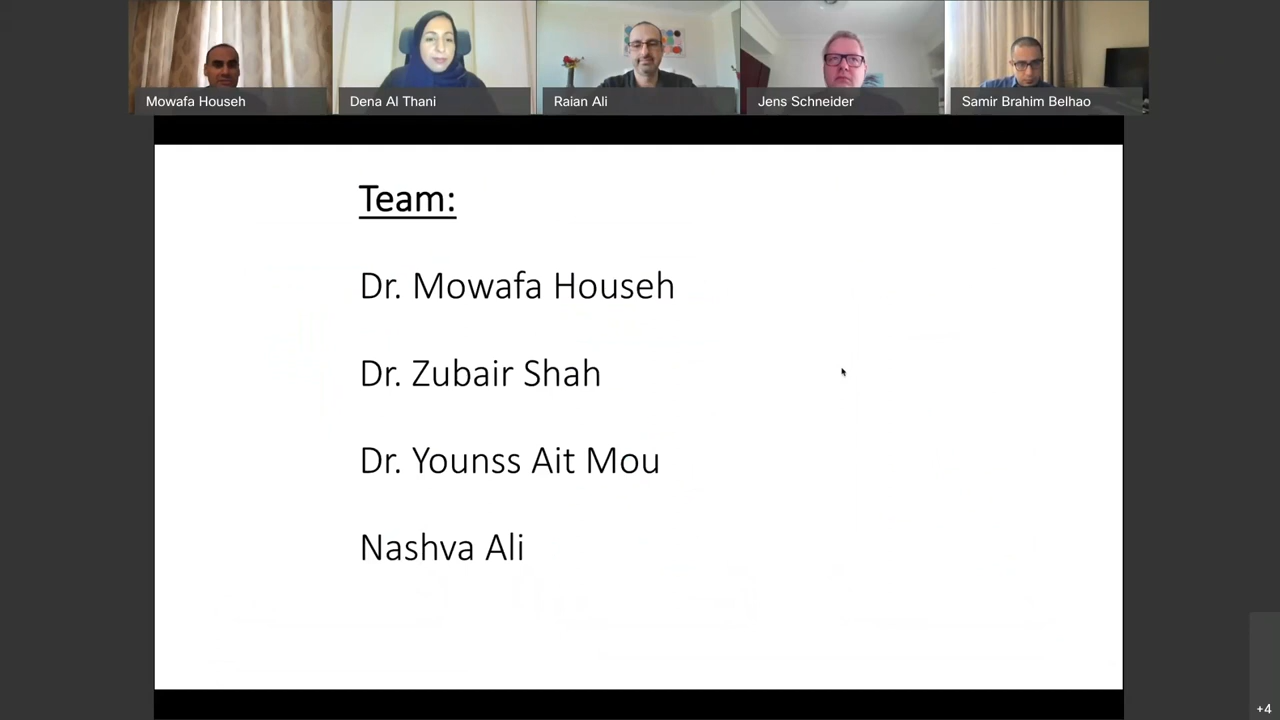 Mowafa Househ
Dena Al Thani
Raian Ali
Jens Schneider
Samir Brahim Belhao
Team:
Dr. Mowafa Househ
Dr. Zubair Shah
Dr. Younss Ait Mou
Nashva Ali
+4